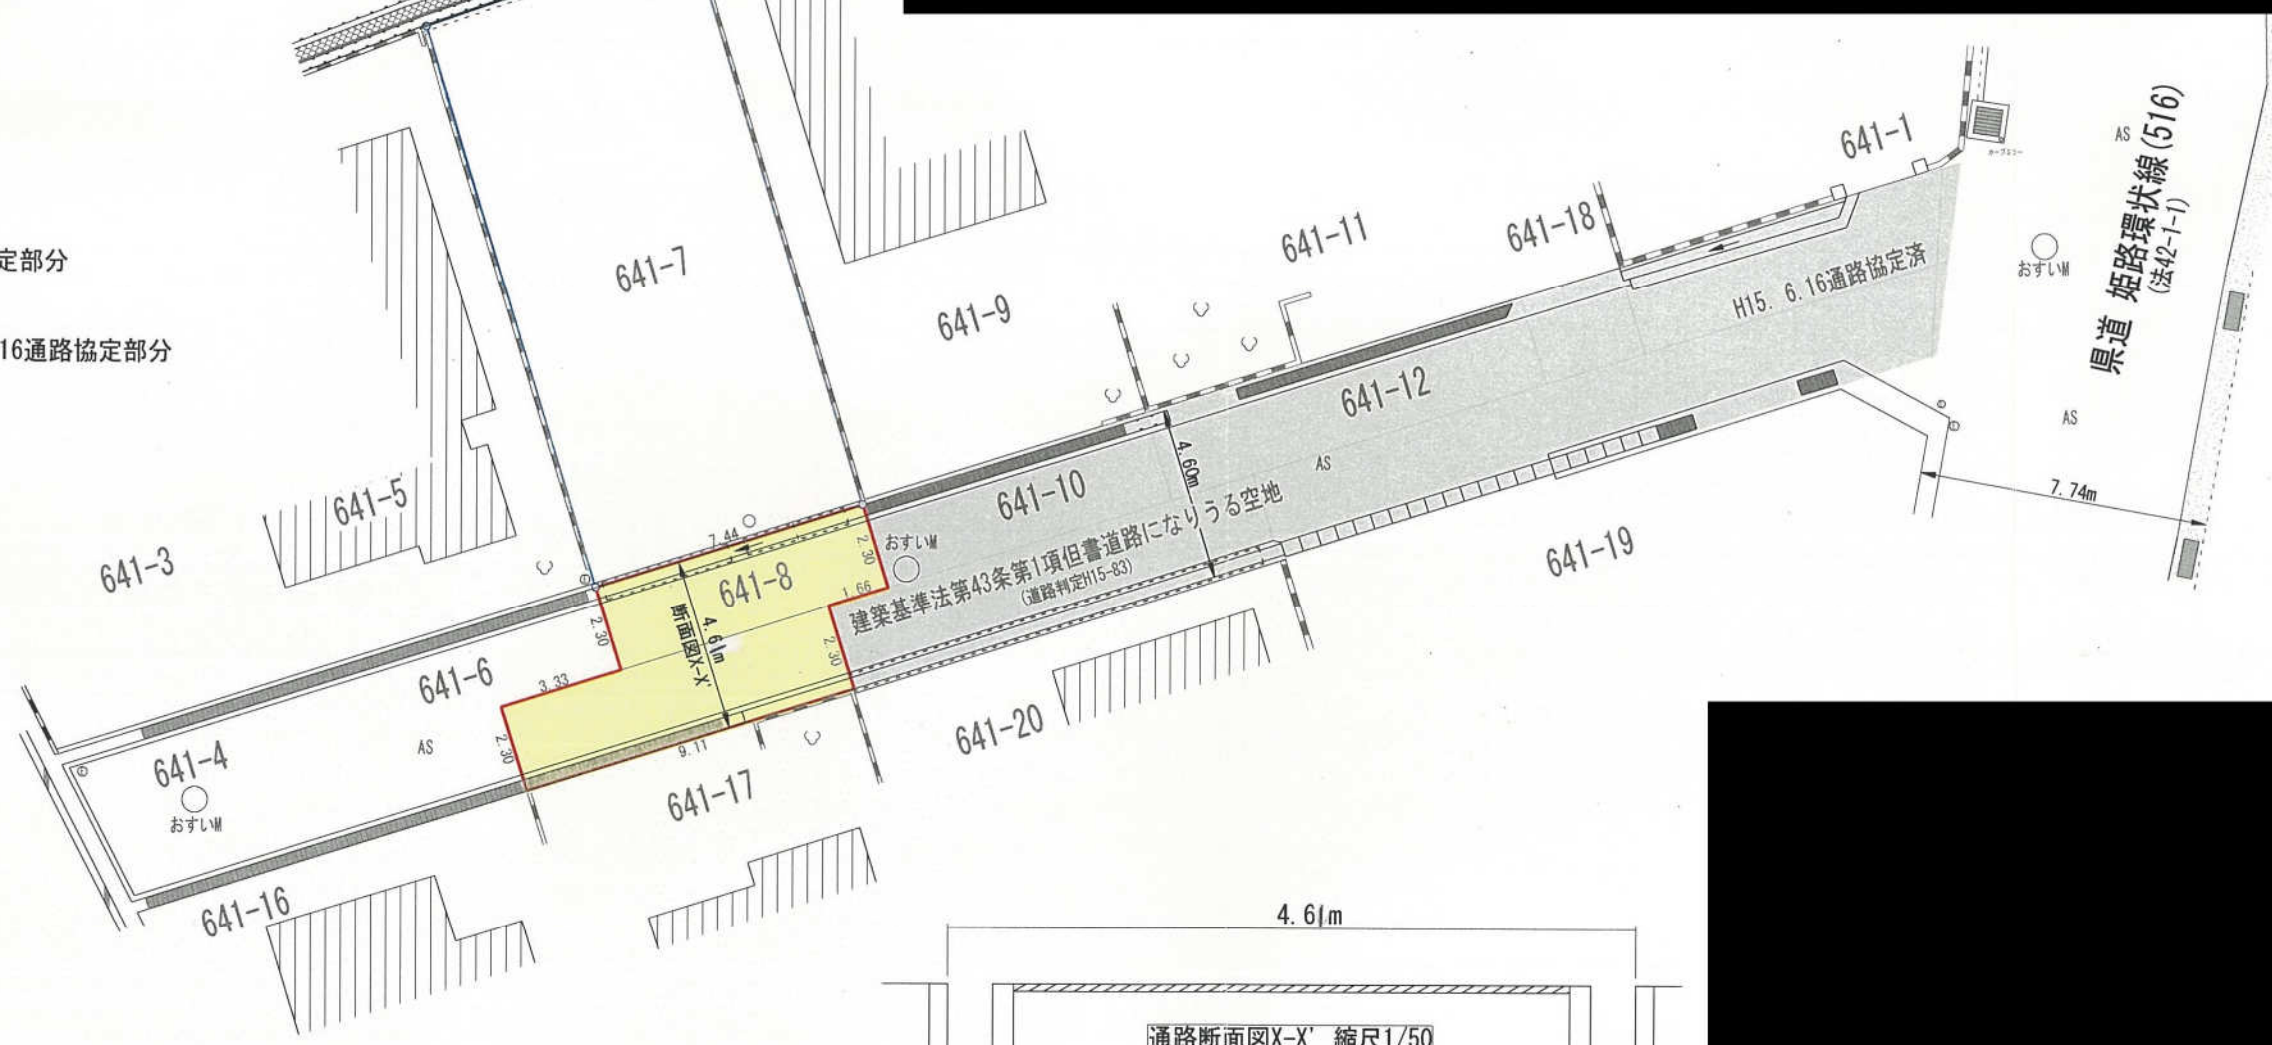 定部分
16通路協定部分
641-1
AS
県道 姫路環状線(516)
(法42-1-1)
641-18
641-11
おすいM
H15. 6.16通路協定済
641-7
641-9
641-12
AS
AS
4.60m
641-10
7.74m
641-5
641-3
7.44
おすいM
2.30
建築基準法第43条第1項但書道路になりうる空地
(道路判定H15-83)
641-19
641-8
1.66
2.30
断面図X-X'
4.61m
2.30
641-6
3.33
641-20
2.30
AS
9.11
641-4
おすいM
641-17
641-16
4.61m
通路断面図X-X' 縮尺1/50